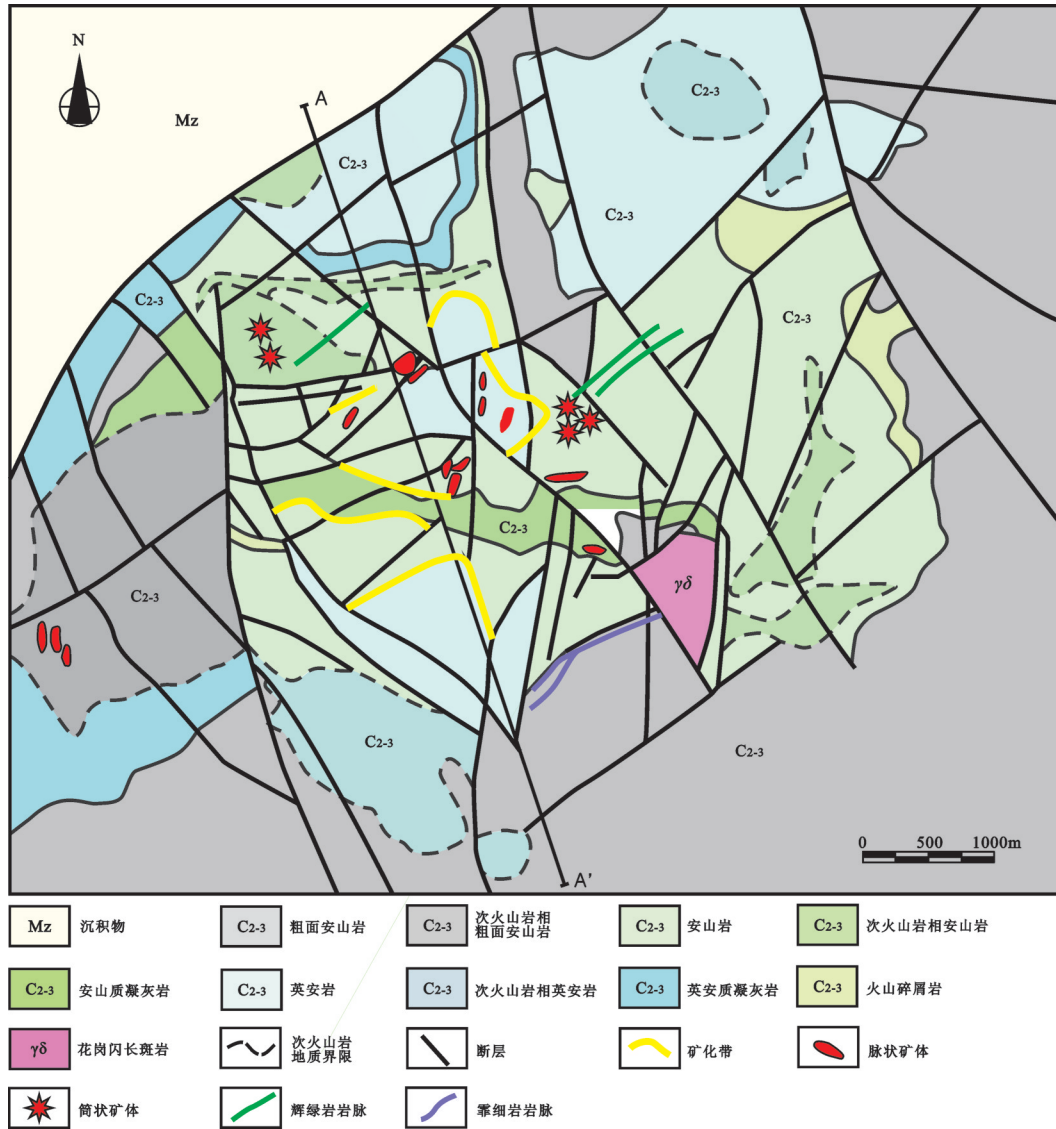 N
A
Mz
C2-3
C2-3
C2-3
C2-3
C2-3
C2-3
C2-3
γδ
C2-3
C2-3
C2-3
A'
0 500 1000m
Mz 沉积物
C2-3 粗面安山岩
C2-3 次火山岩相
粗面安山岩
C2-3 安山岩
C2-3 次火山岩相安山岩
C2-3 安山质凝灰岩
C2-3 英安岩
C2-3 次火山岩相英安岩
C2-3 英安质凝灰岩
C2-3 火山碎屑岩
γδ 花岗闪长斑岩
次火山岩
地质界限
断层
矿化带
脉状矿体
筒状矿体
辉绿岩岩脉
霏细岩岩脉